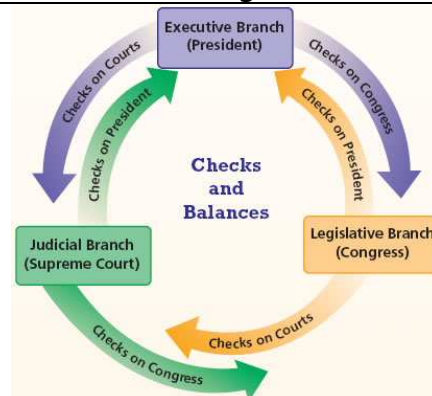 Executive Branch
(President)
Checks on Courts
Checks on Congress
Checks on President
Checks on President
Checks
and
Balances
Judicial Branch
(Supreme Court)
Legislative Branch
(Congress)
Checks on Courts
Checks on Congress